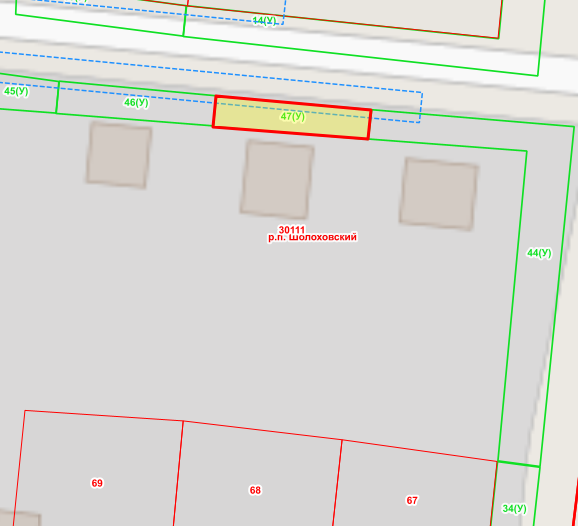 14(У)
45(У)
46(У)
47(У)
30111
р.п. Шолоховский
44(У)
69
68
67
34(У)